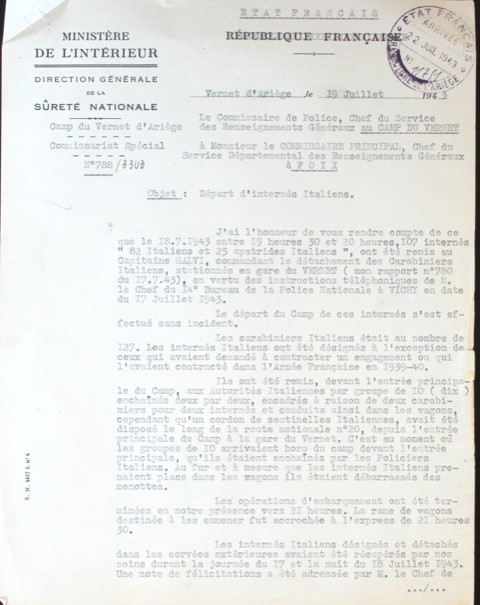 ETAT FRANCAIS
MINISTÈRE
DE L'INTÉRIEUR
RÉPUBLIQUE FRANÇAISE
ETAT FRANÇAIS
ARRIVÉE
22 JUIL 1943
DIRECTION GÉNÉRALE
DE LA
SÛRETÉ NATIONALE
Vernet d'Ariège le 19 Juillet 1943
Camp du Vernet d'Ariège
Commissariat Spécial
N°788/
Le Commissaire de Police, Chef du Service
des Renseignements Généraux au CAMP DU VERNET
à Monsieur le COMMISSAIRE PRINCIPAL, Chef du
Service Départemental des Renseignements Généraux
à FOIX
Objet : Départ d'internés Italiens.
J'ai l'honneur de vous rendre compte de
ce que le 18.7.1943 entre 19 heures 30 et 20 heures,107 internés
" 82 Italiens et 25 apatrides Italiens ", ont été remis au
Capitaine SALVI, commandant le détachement des Carabiniers
Italiens, stationnés en gare du VERNET ( mon rapport n°780
du 17.7.43), en vertu des instructions téléphoniques de M.
le Chef du 14° Bureau de la Police Nationale à VICHY en date
du 17 Juillet 1943.
Le départ du Camp de ces internés s'est ef-
fectué sans incident.
Les carabiniers Italiens était au nombre de
127. Les internés Italiens ont été désignés à l'exception de
ceux qui avaient demandé à contracter un engagement ou qui
l'avaient contracté dans l'Armée Française en 1939-40.
Ils ont été remis, devant l'entrée principa-
le du Camp, aux Autorités Italiennes par groupe de 10 ( dix )
enchaînés deux par deux, encadrés à raison de deux carabi-
niers pour deux internés et conduits ainsi dans les wagons,
cependant qu'un cordon de sentinelles Italiennes, avait été
disposé le long de la route nationale n°20, depuis l'entrée
principale du Camp à la gare du Vernet. C'est au moment ou
les groupes de 10 arrivaient hors du camp devant l'entrée
principale, qu'ils étaient enchaînés par les Policiers
Italiens. Au fur et à mesure que les internés Italiens pre-
naient place dans les wagons ils étaient débarrassés des
menottes.
Les opérations d'embarquement ont été ter-
minées en notre présence vers 21 heures. La rame de wagons
destinée à les emmener fut accrochée à l'express de 21 heures
30.
Les internés Italiens désignés et détachés
dans les corvées extérieures avaient été récupérés par nos
soins durant la journée du 17 et la nuit du 18 Juillet 1943.
Une note de félicitations a été adressée par M. le Chef de
.../...